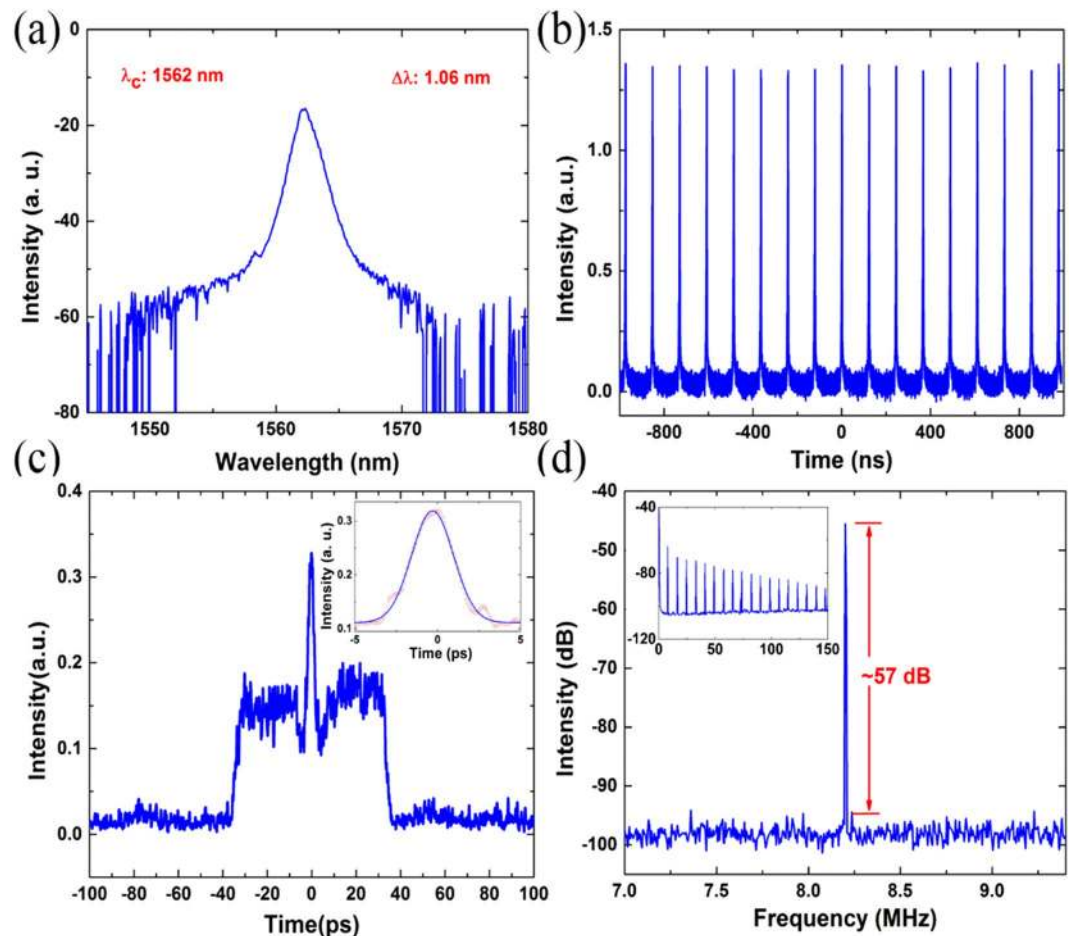 (a)
0
-20
-40
-60
-80
Intensity (a. u.)
λc: 1562 nm
Δλ: 1.06 nm
1550 1560 1570 1580
Wavelength (nm)
(b)
1.5
1.0
0.5
0.0
Intensity (a.u.)
-800 -400 0 400 800
Time (ns)
(c)
0.4
0.3
0.2
0.1
0.0
Intensity(a.u.)
0.3
0.2
0.1
Intensity (a. u.)
-5 0 5
Time (ps)
-100 -80 -60 -40 -20 0 20 40 60 80 100
Time(ps)
(d)
-40
-50
-60
-70
-80
-90
-100
Intensity (dB)
-40
-80
-120
0 50 100 150
~57 dB
7.0 7.5 8.0 8.5 9.0
Frequency (MHz)